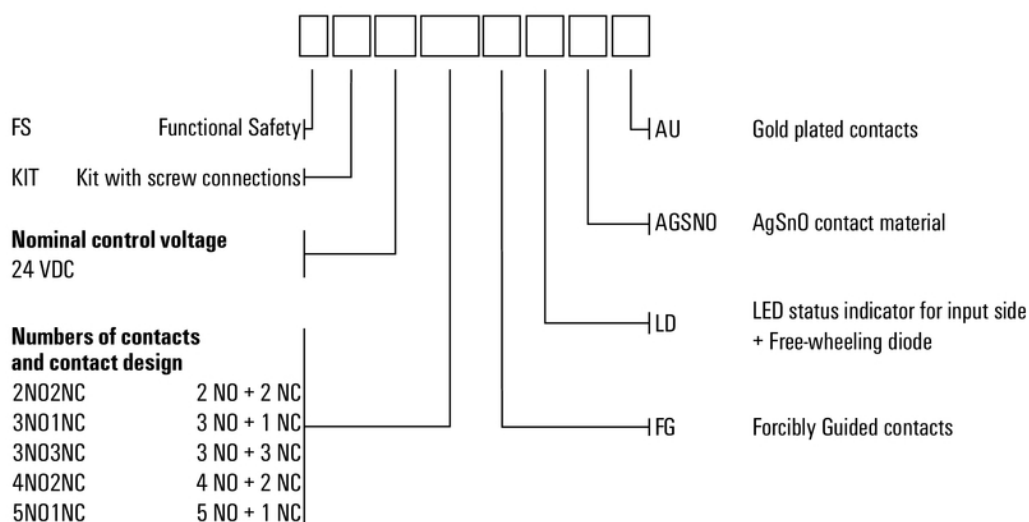 FS Functional Safety
KIT Kit with screw connections
Nominal control voltage
24 VDC
Numbers of contacts
and contact design
2NO2NC 2 NO + 2 NC
3NO1NC 3 NO + 1 NC
3NO3NC 3 NO + 3 NC
4NO2NC 4 NO + 2 NC
5NO1NC 5 NO + 1 NC
AU Gold plated contacts
AGSNO AgSnO contact material
LD LED status indicator for input side
+ Free-wheeling diode
FG Forcibly Guided contacts